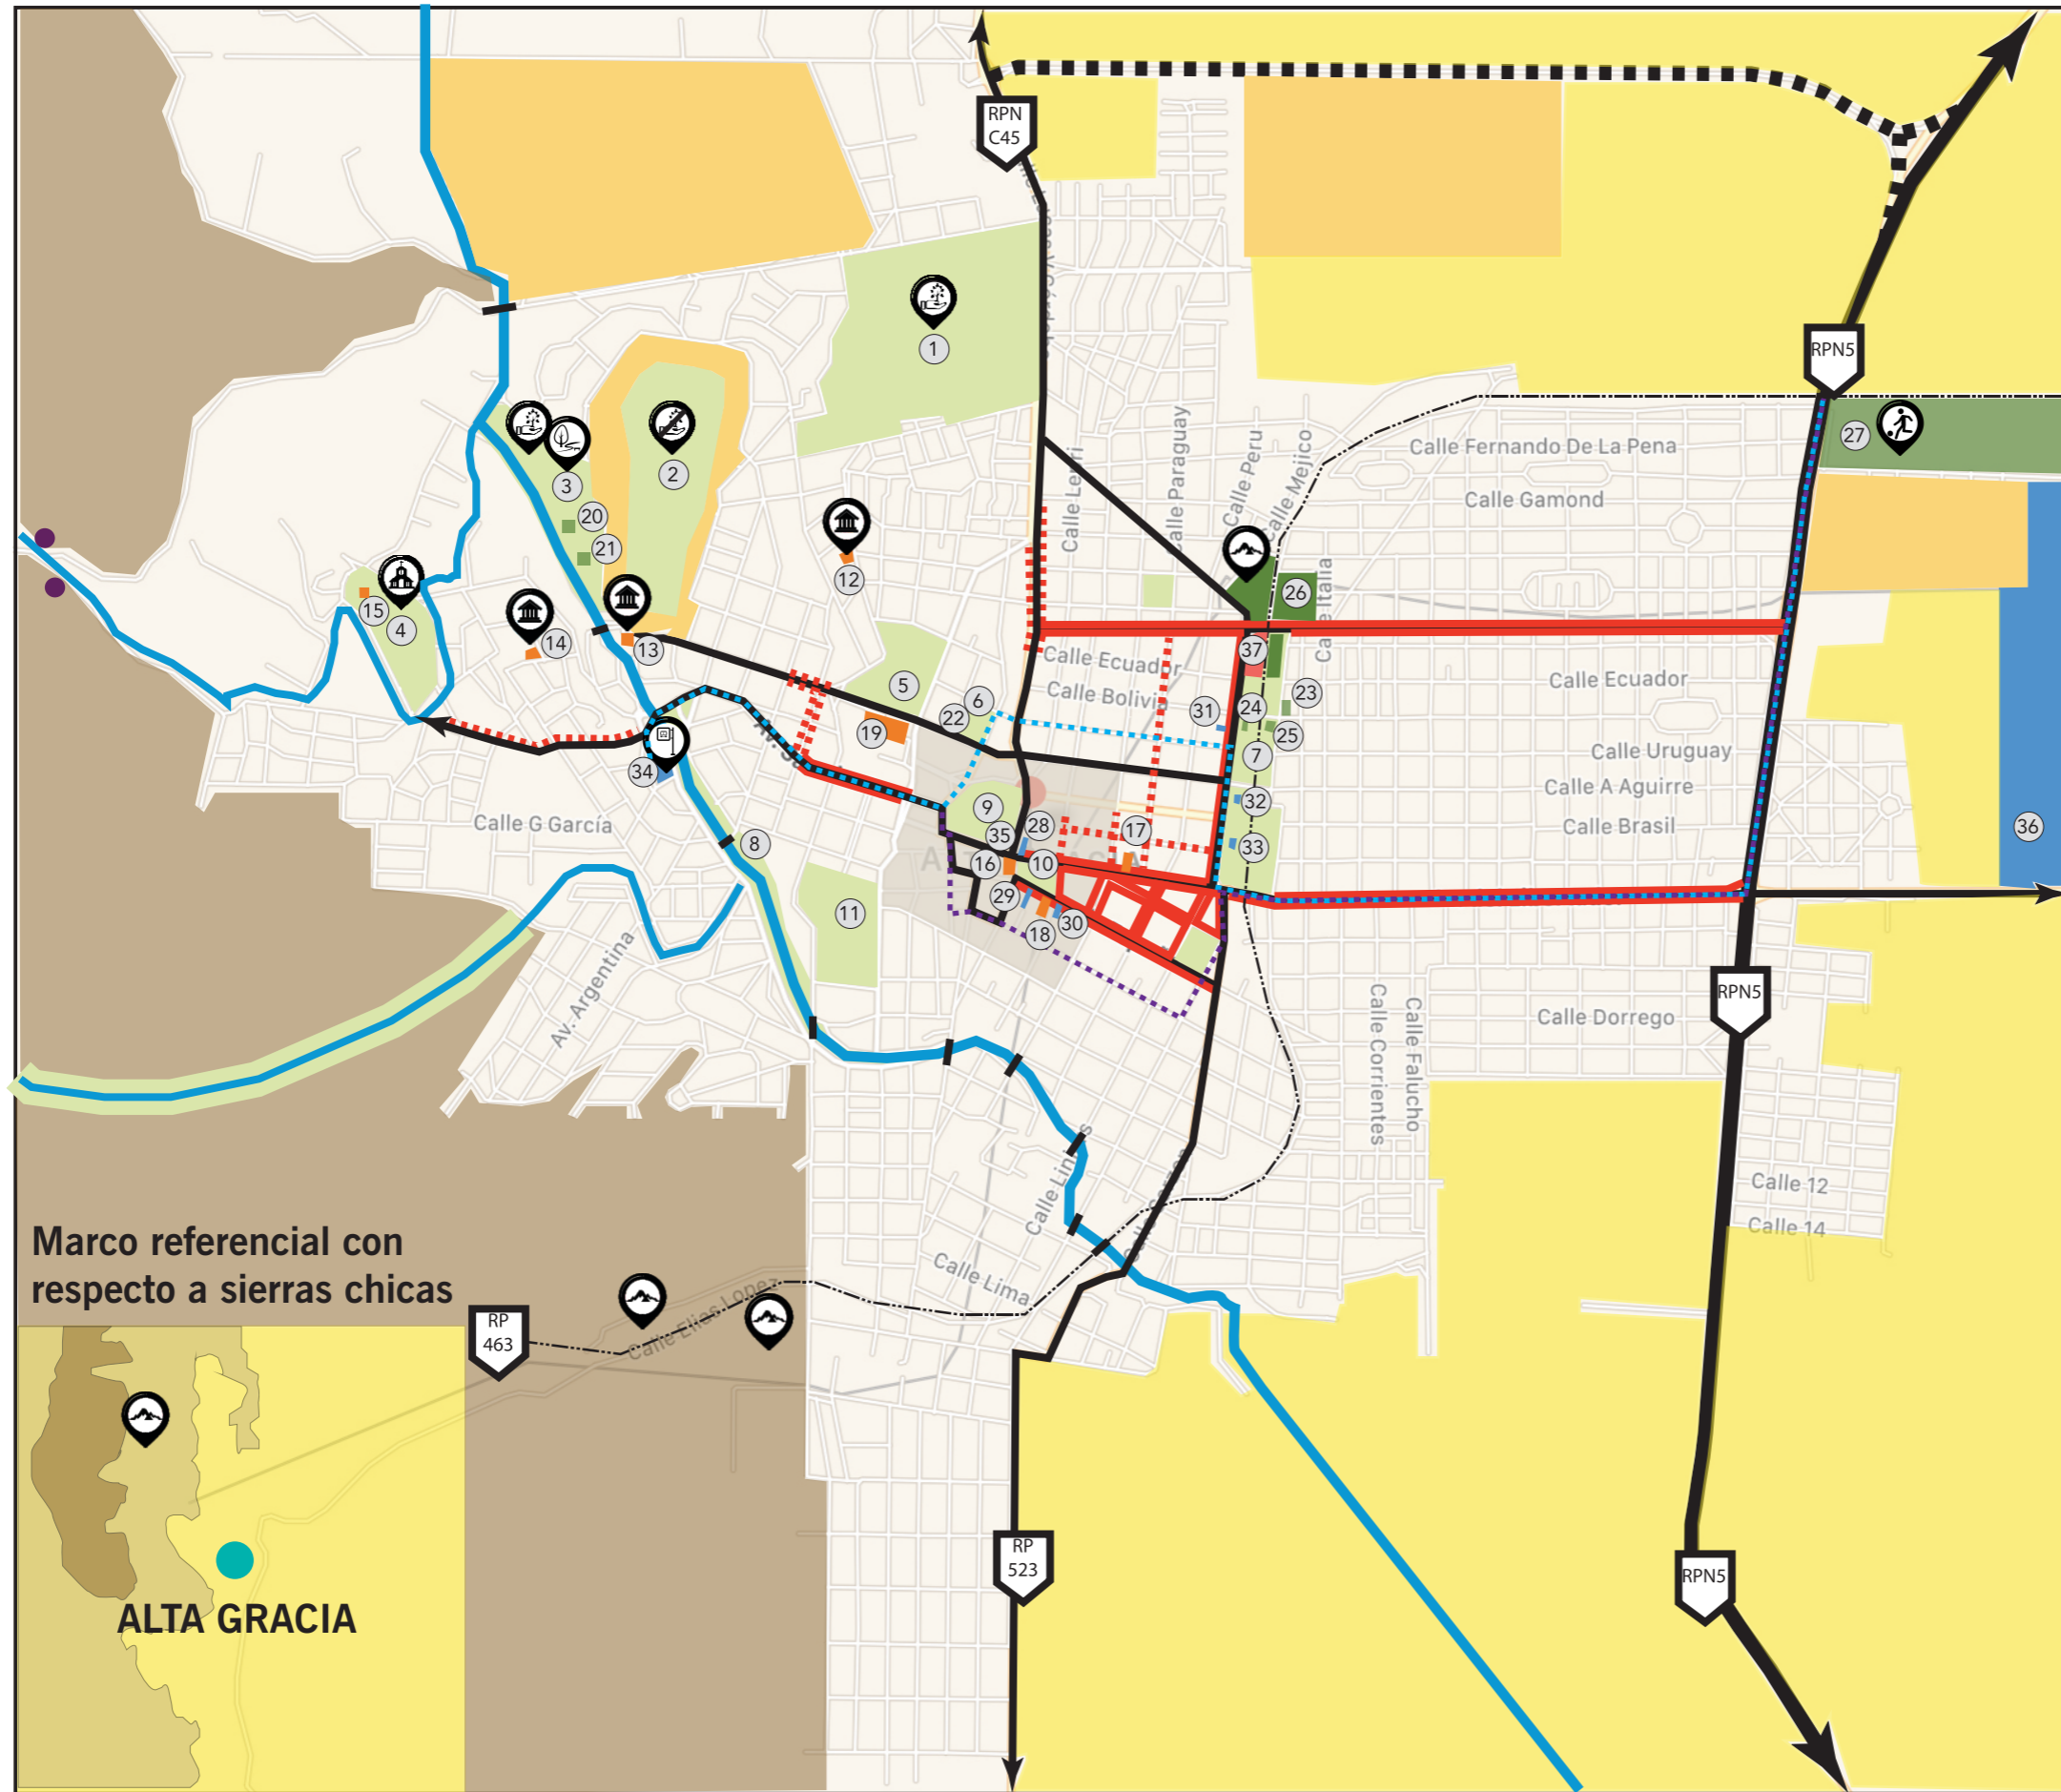 RPN
C45
RPN5
1
27
Calle Fernando De La Pena
2
3
Calle Lerri
Calle Paraguay
Calle Peru
Calle Mejico
Calle Gamond
20
21
12
26
Calle Italia
15
4
14
13
37
Calle Ecuador
5
6
Calle Bolivia
23
Calle Ecuador
22
31
24
19
25
Calle Uruguay
34
7
Calle A Aguirre
9
32
Calle G García
28
17
Calle Brasil
36
8
35
33
16
10
29
11
18
30
Av. Argentina
RPN5
Calle Corrientes
Calle Falucho
Calle Dorrego
Calle 12
Calle 14
Marco referencial con
respecto a sierras chicas
Calle Lima
Calle Elios Lopez
RP
463
RP
523
RPN5
ALTA GRACIA